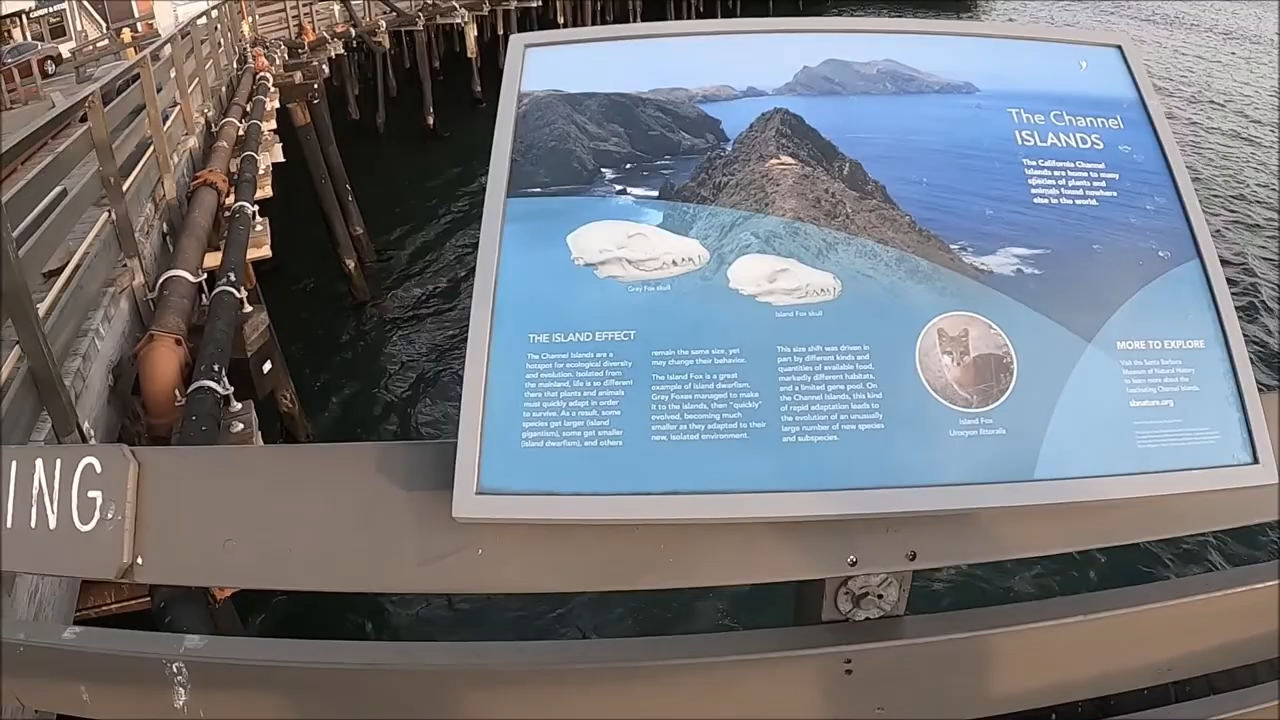 The Channel
ISLANDS
The California Channel
Islands are home to many
species of plants and
animals found nowhere
else in the world.
Grey Fox skull
Island Fox skull
THE ISLAND EFFECT
The Channel Islands are a
hotspot for ecological diversity
and evolution. Isolated from
the mainland, life is so different
there that plants and animals
must quickly adapt in order
to survive. As a result, some
species get larger (island
gigantism), some get smaller
(island dwarfism), and others
remain the same size, yet
may change their behavior.
The Island Fox is a great
example of island dwarfism.
Grey Foxes managed to make
it to the islands, then "quickly"
evolved, becoming much
smaller as they adapted to their
new, isolated environment.
This size shift was driven in
part by different kinds and
quantities of available food,
markedly different habitats,
and a limited gene pool. On
the Channel Islands, this kind
of rapid adaptation leads to
the evolution of an unusually
large number of new species
and subspecies.
Island Fox
Urocyon littoralis
MORE TO EXPLORE
Visit the Santa Barbara
Museum of Natural History
to learn more about the
fascinating Channel Islands.
sbnature.org
ING